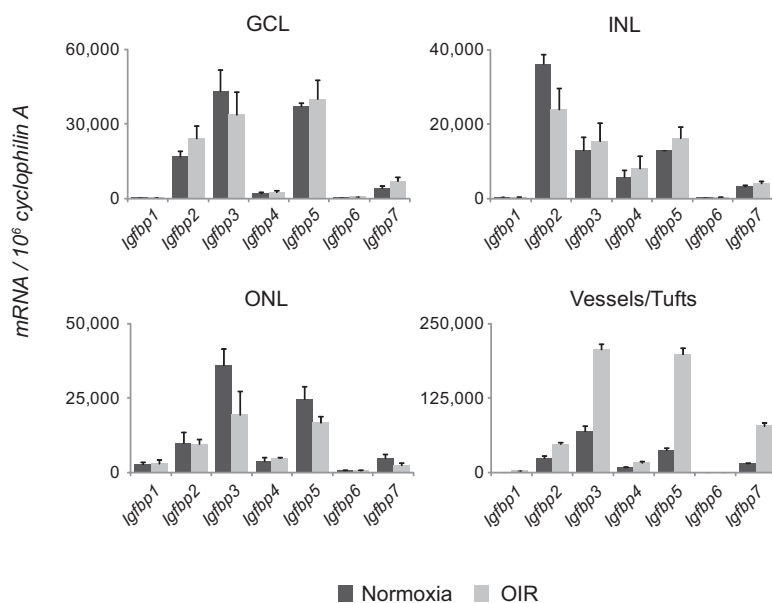 GCL
60,000
30,000
0
Igfbp1 Igfbp2 Igfbp3 Igfbp4 Igfbp5 Igfbp6 Igfbp7
INL
40,000
20,000
0
Igfbp1 Igfbp2 Igfbp3 Igfbp4 Igfbp5 Igfbp6 Igfbp7
mRNA / 10⁶ cyclophilin A
ONL
50,000
25,000
0
Igfbp1 Igfbp2 Igfbp3 Igfbp4 Igfbp5 Igfbp6 Igfbp7
Vessels/Tufts
250,000
125,000
0
Igfbp1 Igfbp2 Igfbp3 Igfbp4 Igfbp5 Igfbp6 Igfbp7
Normoxia OIR